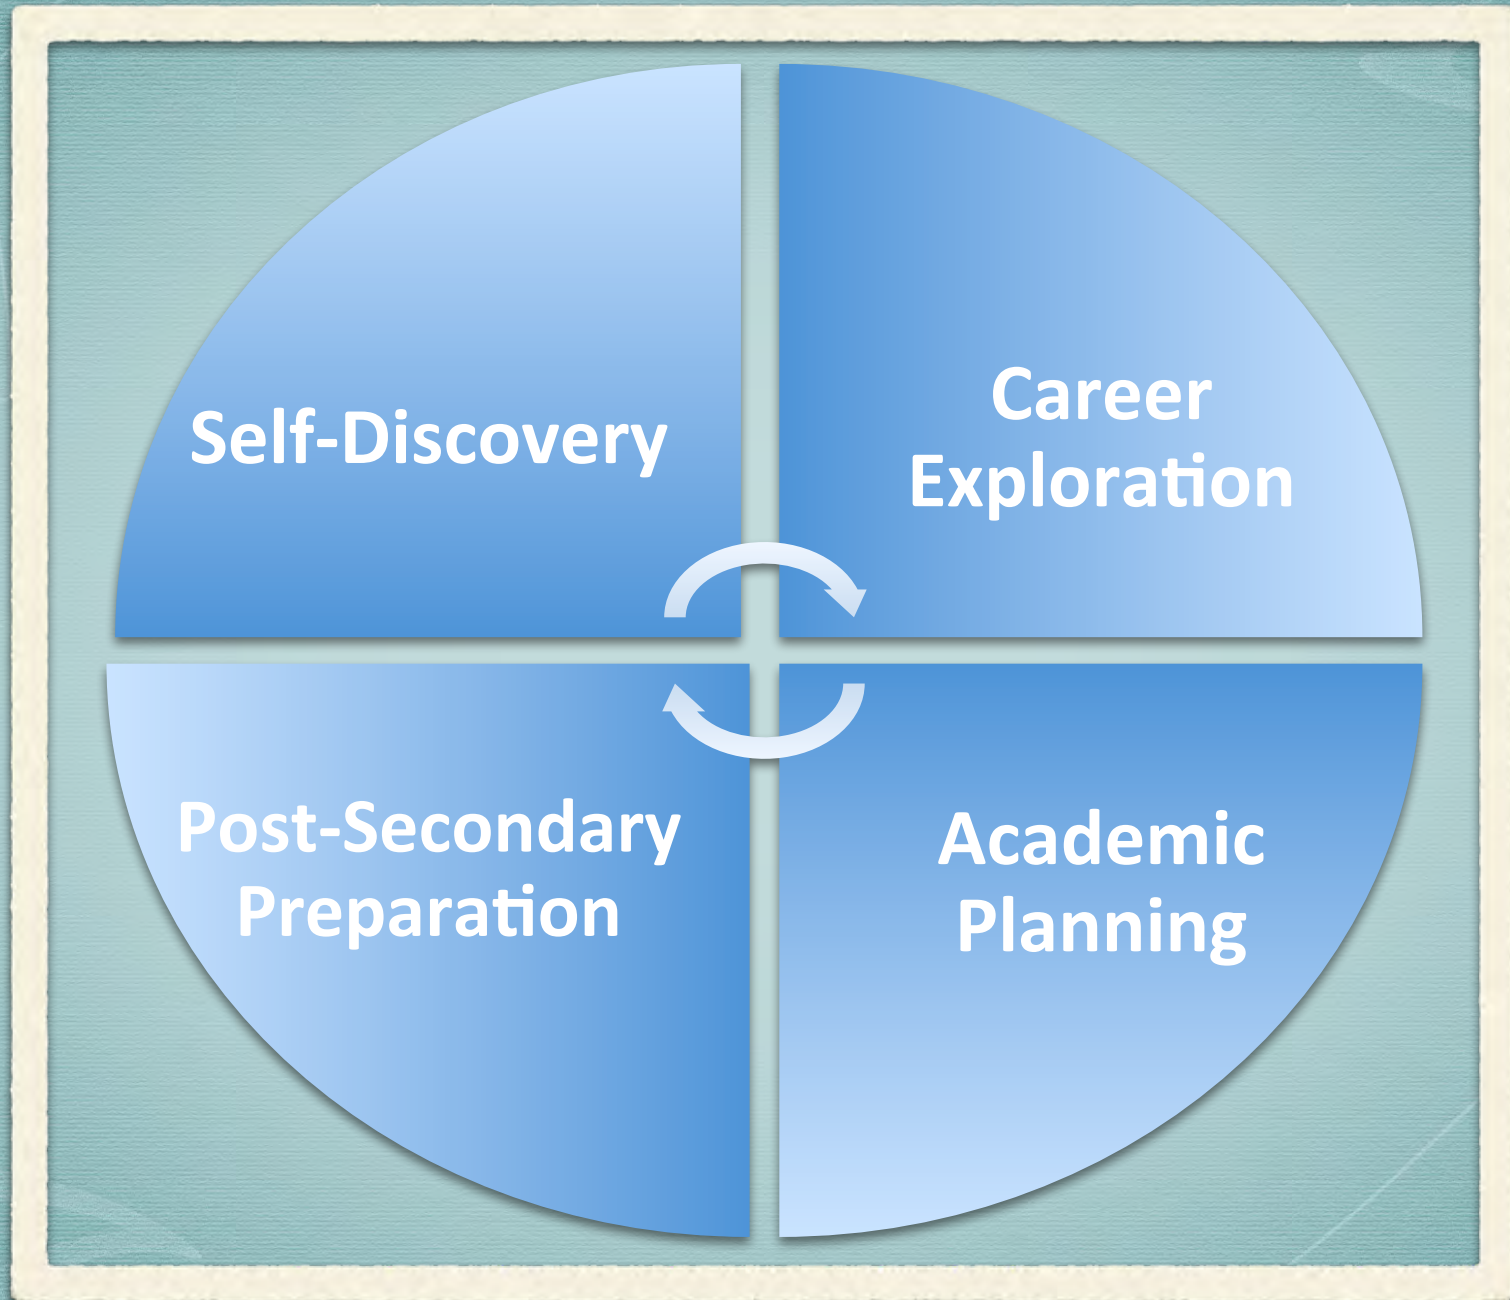 Self-Discovery
Career
Exploration
Post-Secondary
Preparation
Academic
Planning